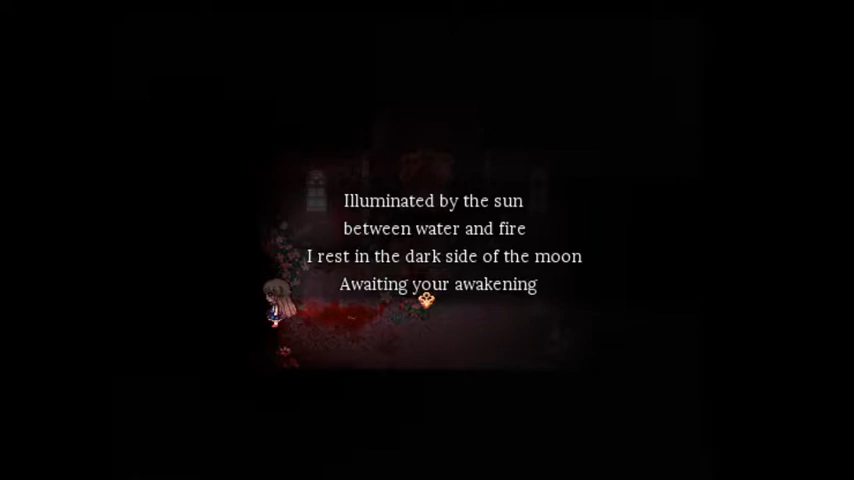 Illuminated by the sun
between water and fire
I rest in the dark side of the moon
Awaiting your awakening